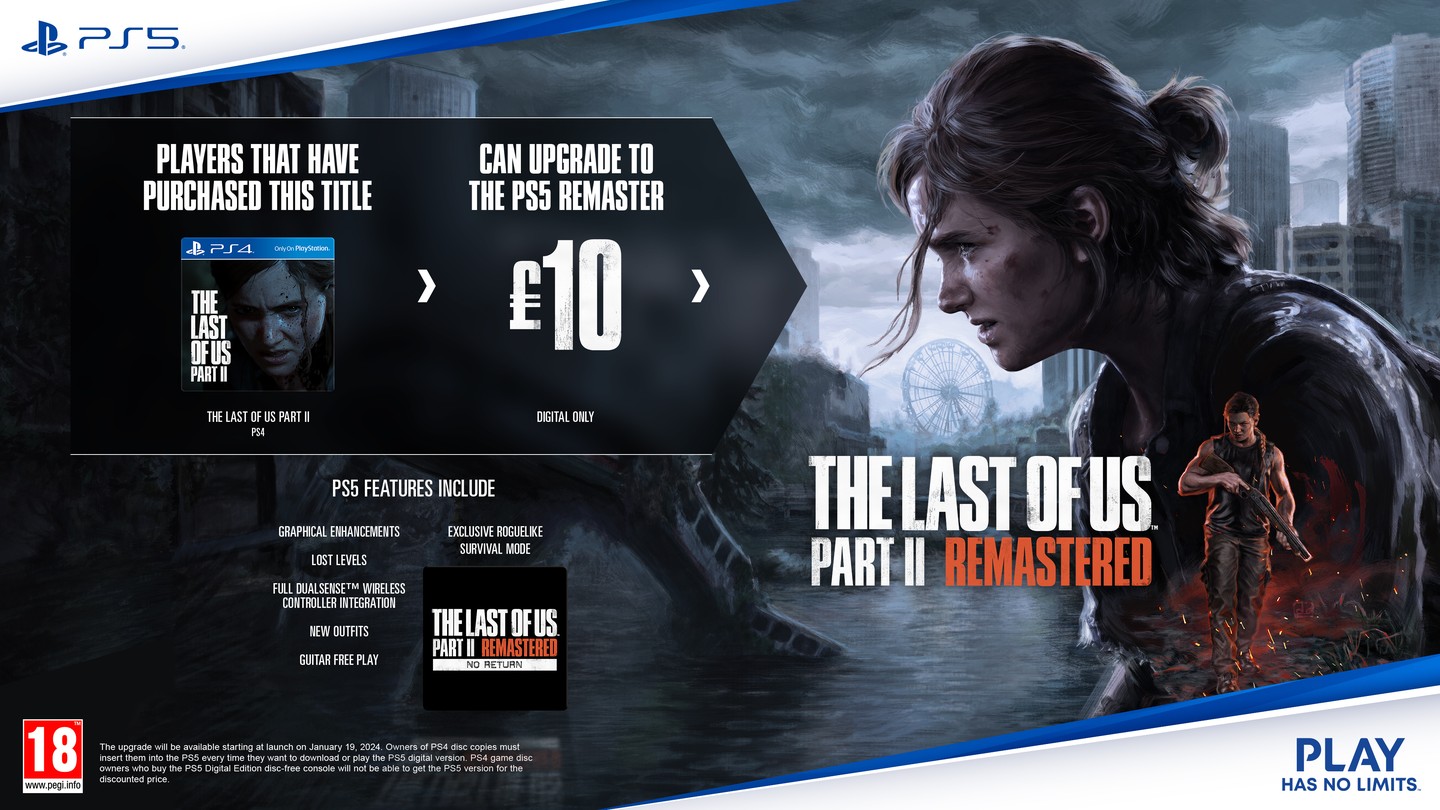 PS5
PLAYERS THAT HAVE
PURCHASED THIS TITLE
PS4 Only On PlayStation.
THE
LAST
OF US
PART II
THE LAST OF US PART II
PS4
CAN UPGRADE TO
THE PS5 REMASTER
£10
DIGITAL ONLY
PS5 FEATURES INCLUDE
GRAPHICAL ENHANCEMENTS
LOST LEVELS
FULL DUALSENSE™ WIRELESS
CONTROLLER INTEGRATION
NEW OUTFITS
GUITAR FREE PLAY
EXCLUSIVE ROGUELIKE
SURVIVAL MODE
THE LAST OF US
PART II REMASTERED
NO RETURN
THE LAST OF US™
PART II REMASTERED
18™
www.pegi.info
The upgrade will be available starting at launch on January 19, 2024. Owners of PS4 disc copies must
insert them into the PS5 every time they want to download or play the PS5 digital version. PS4 game disc
owners who buy the PS5 Digital Edition disc-free console will not be able to get the PS5 version for the
discounted price.
PLAY
HAS NO LIMITS™